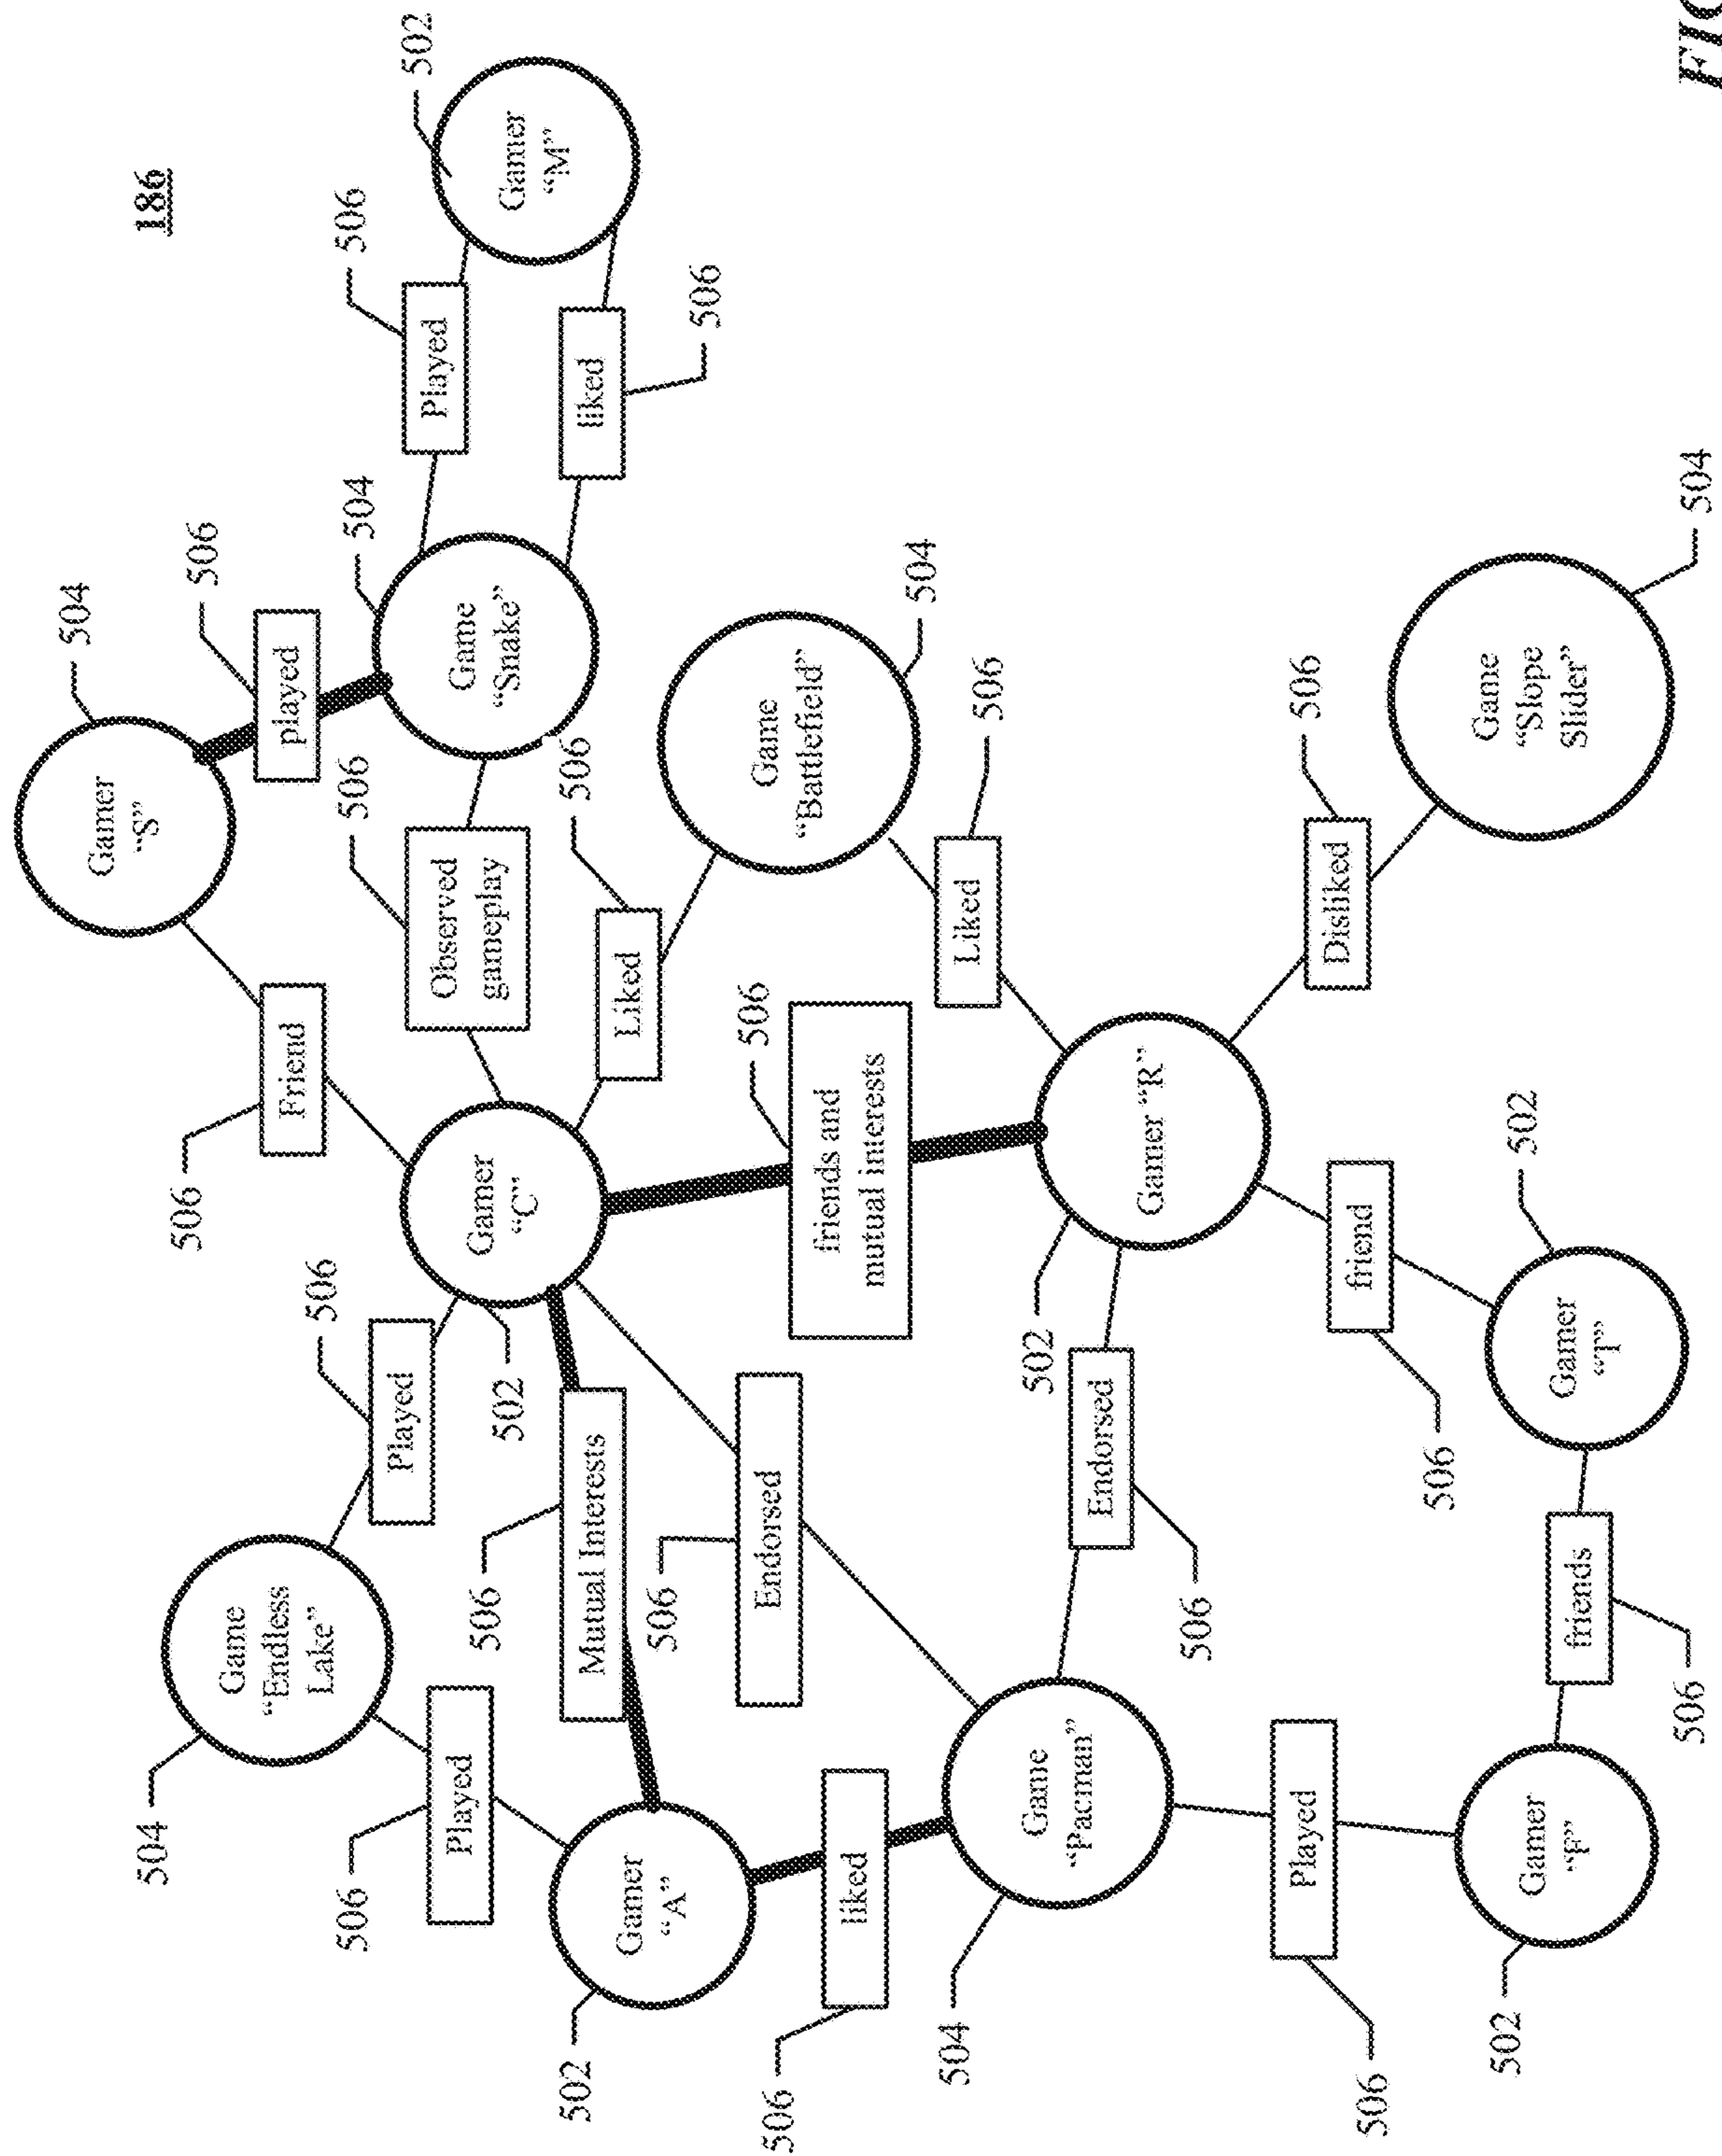 504
Gamer
“S”
504
186
506
506
Game
“Endless
Lake”
Friend
played
506
506
506
506
504
Played
502
Played
Observed
gameplay
Played
Game
“Snake”
Gamer
“C”
506
502
Gamer
“M”
502
506
Mutual Interests
liked
Liked
Gamer
“A”
506
506
506
Endorsed
Game
“Battlefield”
506
friends and
mutual interests
liked
504
504
Liked
506
502
Game
“Pacman”
Endorsed
Gamer “R”
506
Played
506
Disliked
friend
506
506
502
502
Game
“Slope
Slider”
Gamer
“F”
Gamer
“T”
friends
506
504